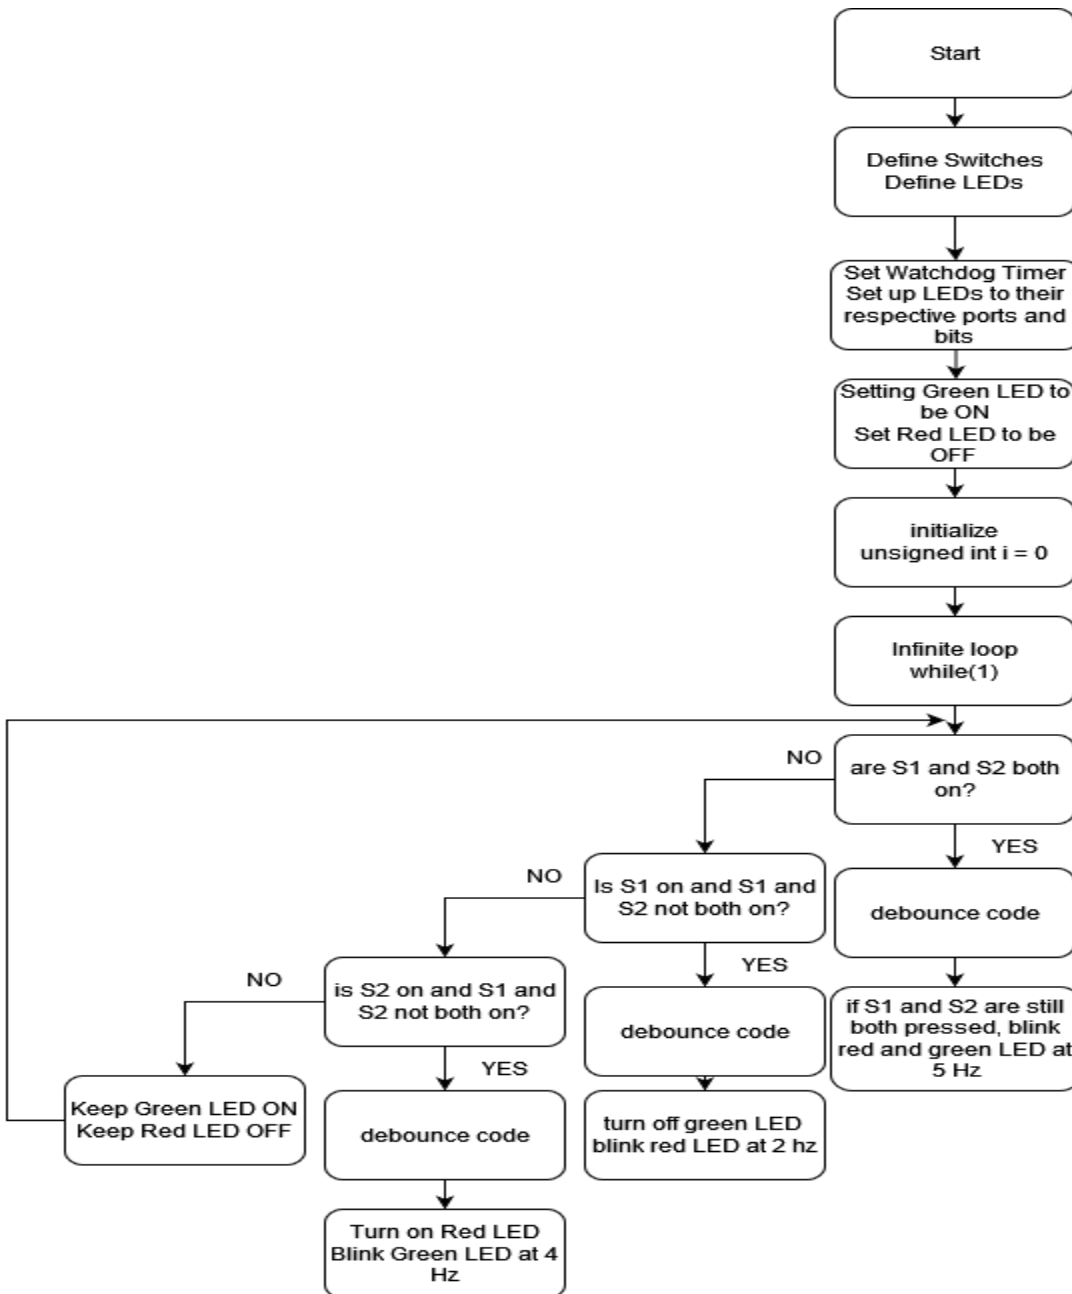 Start
Define Switches
Define LEDs
Set Watchdog Timer
Set up LEDs to their
respective ports and
bits
Setting Green LED to
be ON
Set Red LED to be
OFF
initialize
unsigned int i = 0
Infinite loop
while(1)
are S1 and S2 both
on?
NO
YES
Is S1 on and S1 and
S2 not both on?
NO
YES
debounce code
is S2 on and S1 and
S2 not both on?
NO
YES
debounce code
if S1 and S2 are still
both pressed, blink
red and green LED at
5 Hz
debounce code
turn off green LED
blink red LED at 2 hz
Keep Green LED ON
Keep Red LED OFF
Turn on Red LED
Blink Green LED at 4
Hz